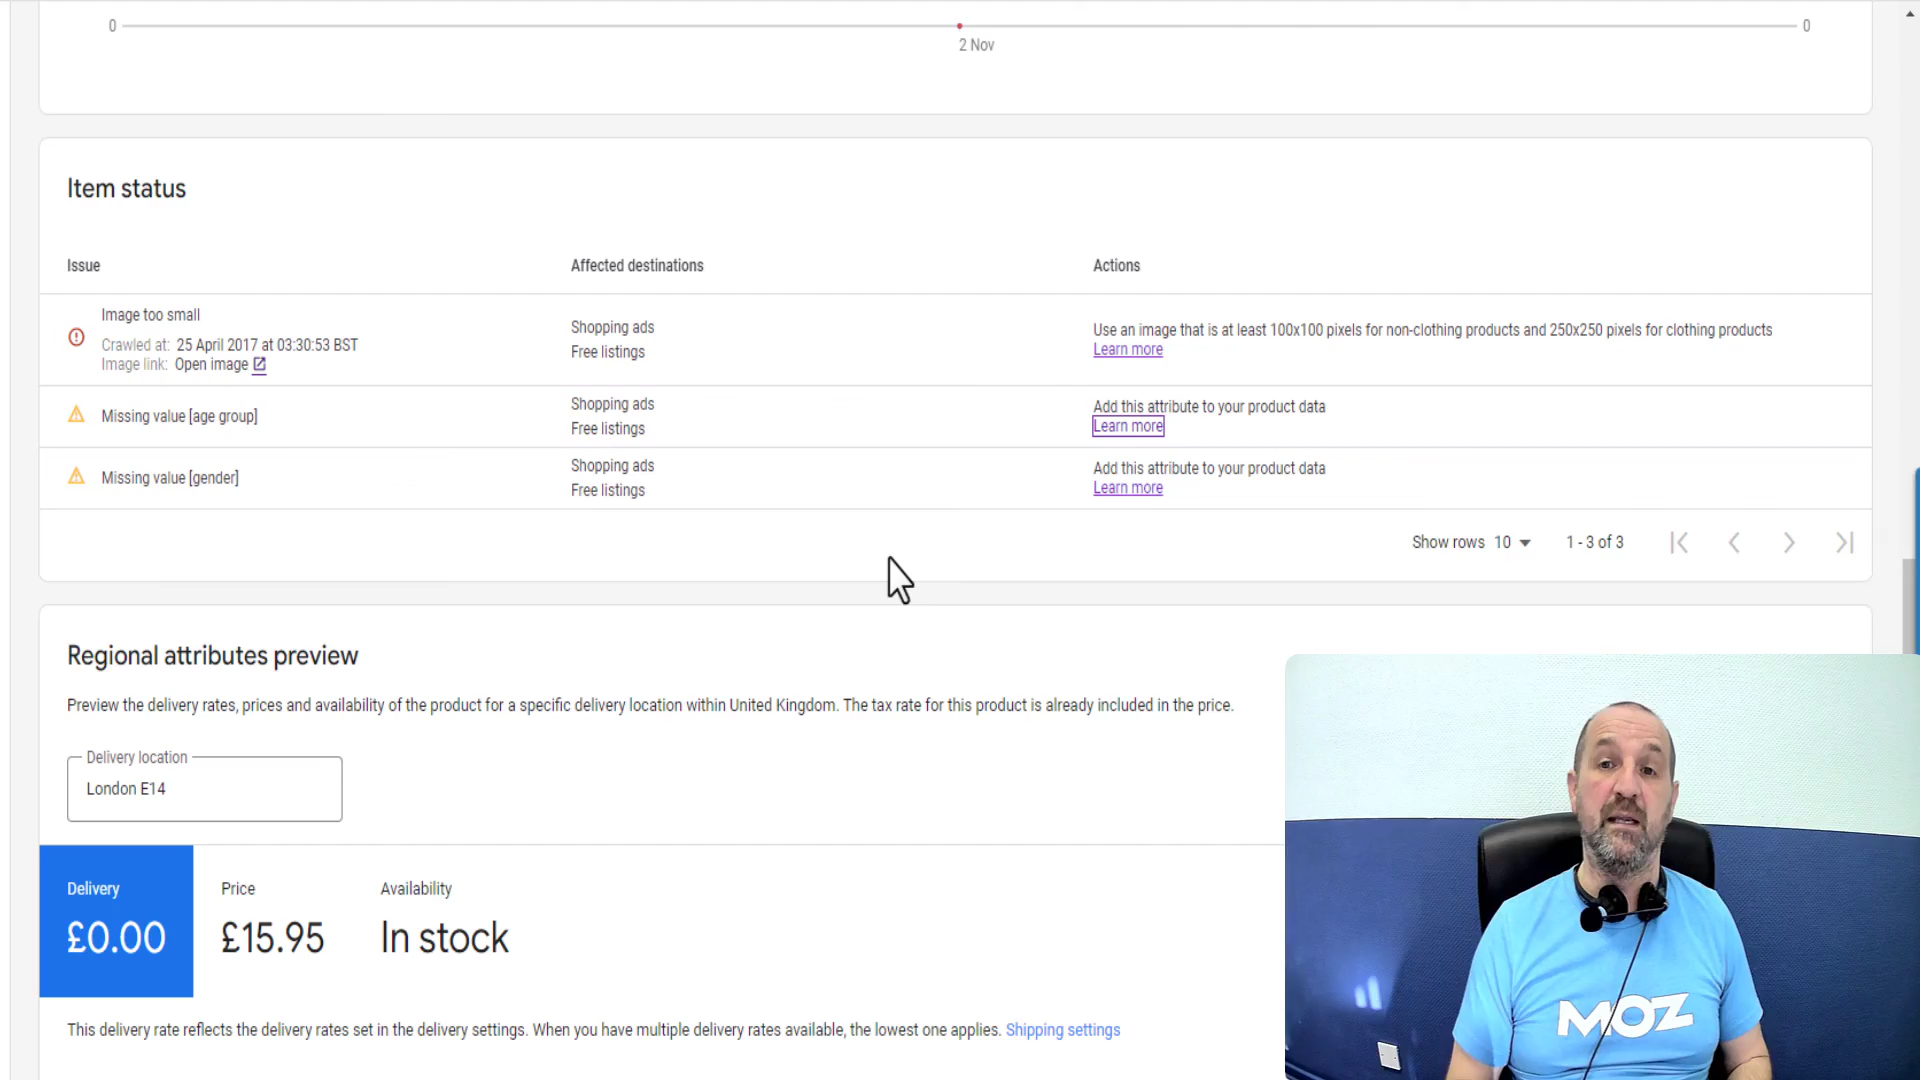 0
0
2 Nov
Item status
Issue
Affected destinations
Actions
Image too small
Crawled at: 25 April 2017 at 03:30:53 BST
Image link: Open image
Shopping ads
Free listings
Use an image that is at least 100x100 pixels for non-clothing products and 250x250 pixels for clothing products
Learn more
Missing value [age group]
Shopping ads
Free listings
Add this attribute to your product data
Learn more
Missing value [gender]
Shopping ads
Free listings
Add this attribute to your product data
Learn more
Show rows 10
1 - 3 of 3
Regional attributes preview
Preview the delivery rates, prices and availability of the product for a specific delivery location within United Kingdom. The tax rate for this product is already included in the price.
Delivery location
London E14
Delivery
£0.00
Price
£15.95
Availability
In stock
This delivery rate reflects the delivery rates set in the delivery settings. When you have multiple delivery rates available, the lowest one applies. Shipping settings
MOZ